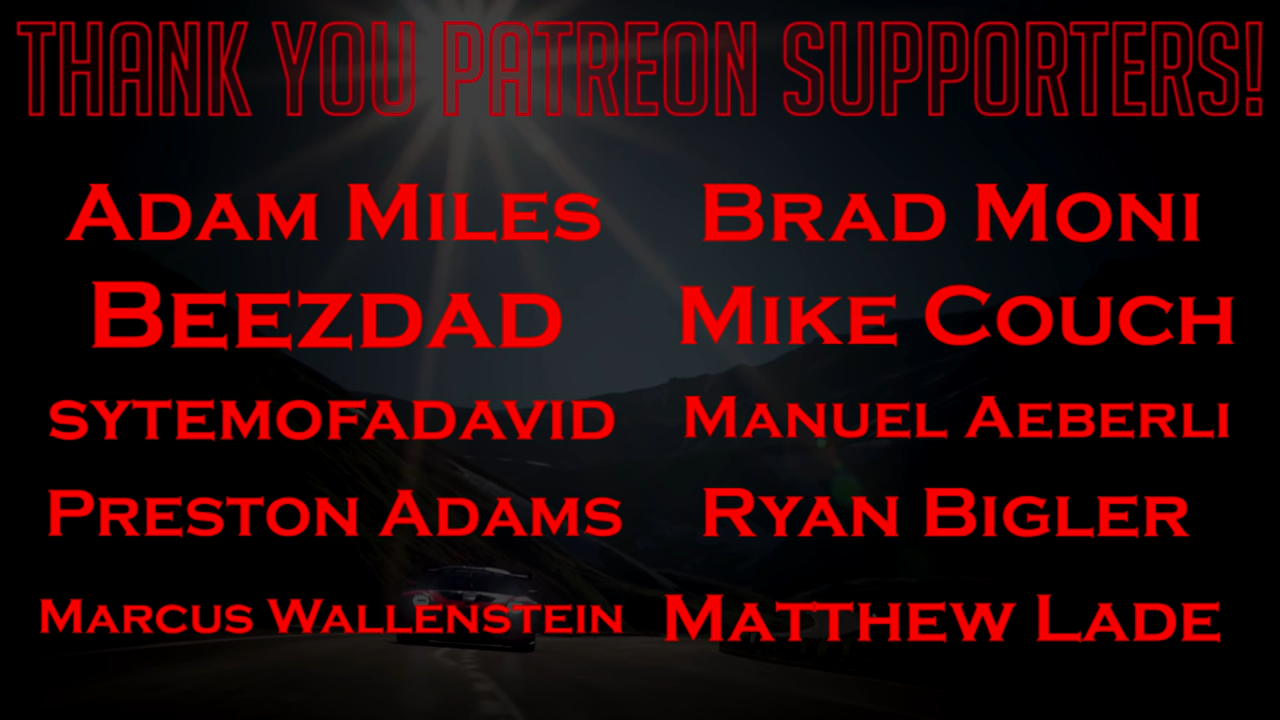 THANK YOU PATREON SUPPORTERS!
ADAM MILES
BRAD MONI
BEEZDAD
MIKE COUCH
SYTEMOFADAVID
MANUEL AEBERLI
PRESTON ADAMS
RYAN BIGLER
MARCUS WALLENSTEIN
MATTHEW LADE